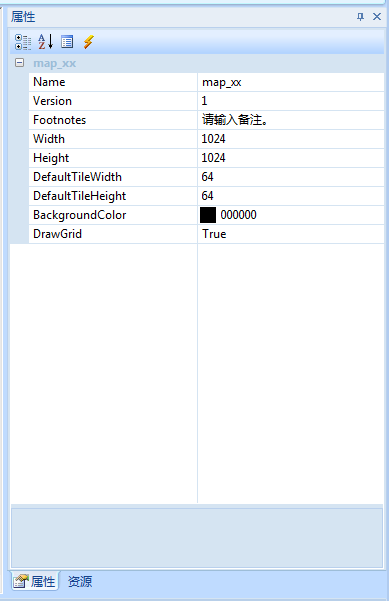 属性
A
Z
map_xx
Name map_xx
Version 1
Footnotes 请输入备注。
Width 1024
Height 1024
DefaultTileWidth 64
DefaultTileHeight 64
BackgroundColor 000000
DrawGrid True
属性 资源